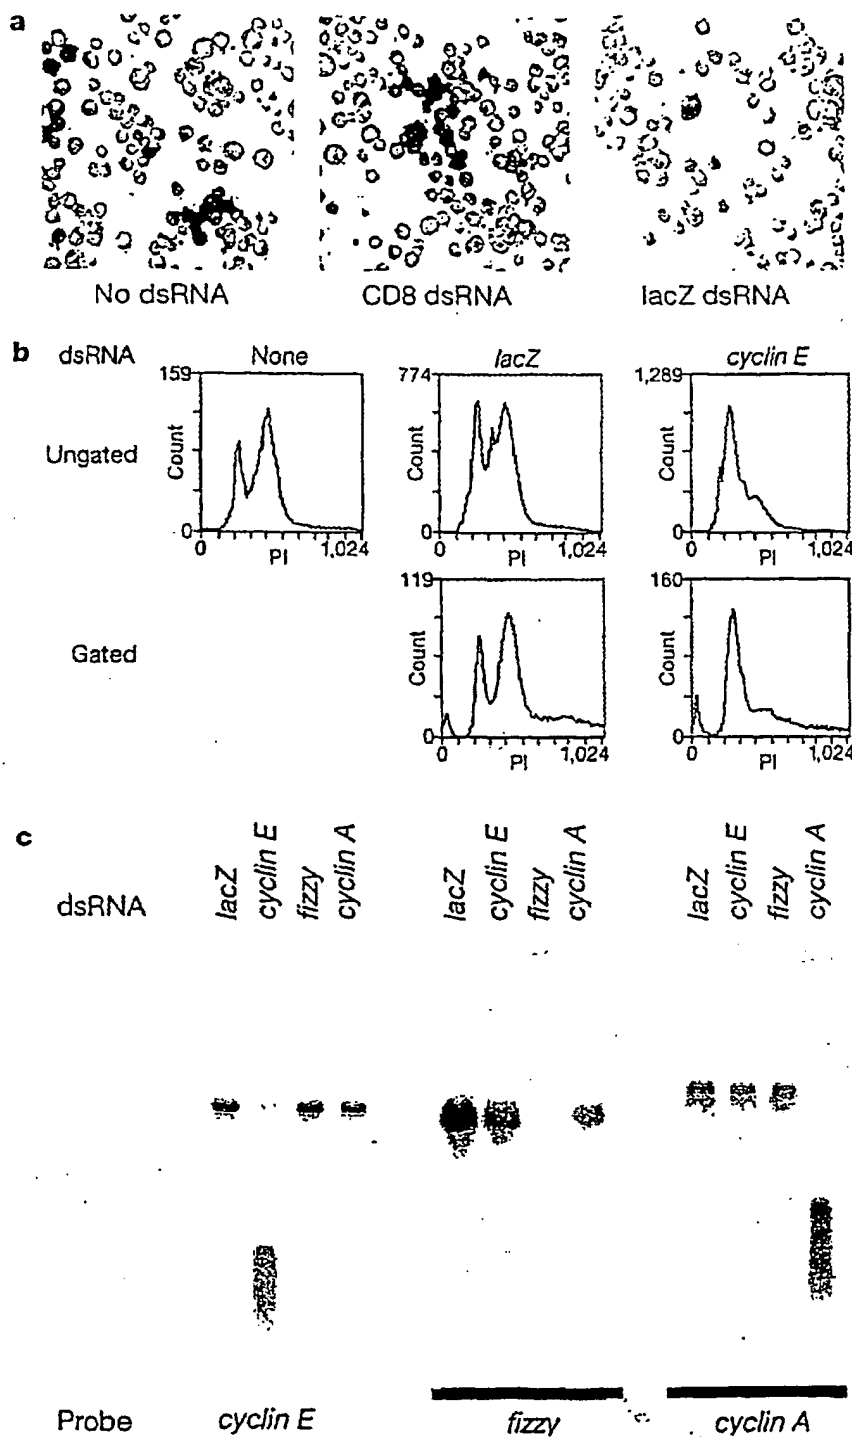 a
No dsRNA CD8 dsRNA lacZ dsRNA
b dsRNA None lacZ cyclin E
159 774 1,289
Ungated Count Count Count
0 0 0
0 PI 1,024 0 PI 1,024 0 PI 1,024
119 160
Gated Count Count
0 0
0 PI 1,024 0 PI 1,024
c
dsRNA lacZ cyclin E fizzy cyclin A lacZ cyclin E fizzy cyclin A lacZ cyclin E fizzy cyclin A
Probe cyclin E fizzy cyclin A